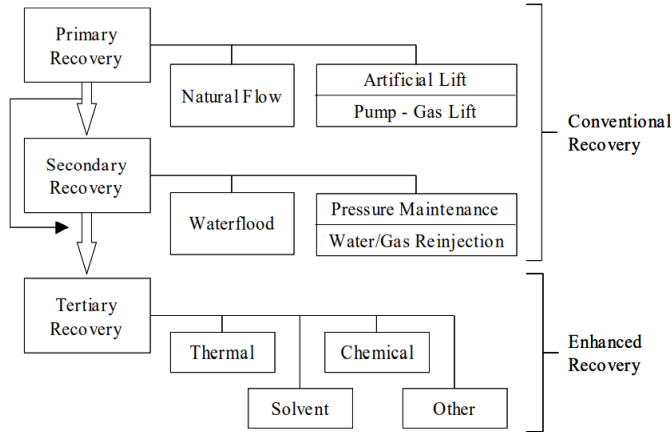 Primary
Recovery
Natural Flow
Artificial Lift
Pump - Gas Lift
Conventional
Recovery
Secondary
Recovery
Waterflood
Pressure Maintenance
Water/Gas Reinjection
Tertiary
Recovery
Thermal
Chemical
Solvent
Other
Enhanced
Recovery